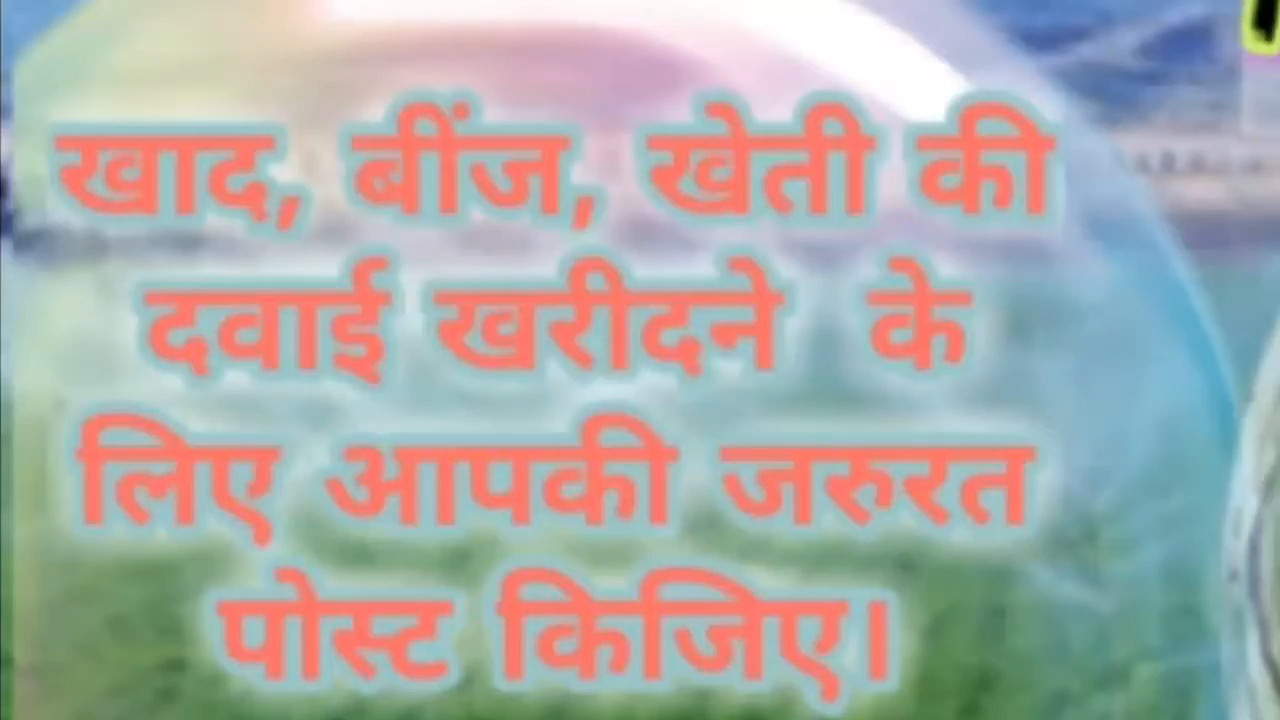 खाद, बींज, खेती की
दवाई खरीदने के
लिए आपकी जरुरत
पोस्ट किजिए।